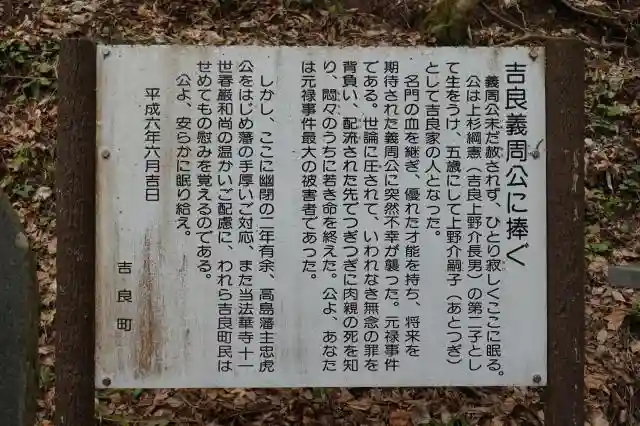 吉良義周公に捧ぐ
義周公未だ赦されず、ひとり寂しくここに眠る。
公は上杉綱憲（吉良上野介長男）の第二子とし
て生をうけ、五歳にして上野介嗣子（あとつぎ）
として吉良家の人となった。
名門の血を継ぎ、優れた才能を持ち、将来を
期待された義周公に突然不幸が襲った。元禄事件
である。世論に圧されて、いわれなき無念の罪を
背負い、配流された先でつぎつぎに肉親の死を知
り、悶々のうちに若き命を終えた。公よ、あなた
は元禄事件最大の被害者であった。
しかし、ここに幽閉の二年有余、高島藩主忠虎
公をはじめ藩の手厚いご対応、また当法華寺十一
世春巌和尚の温かいご配慮に、われら吉良町民は
せめてもの慰みを覚えるのである。
公よ、安らかに眠り給え。
平成六年六月吉日
吉良町